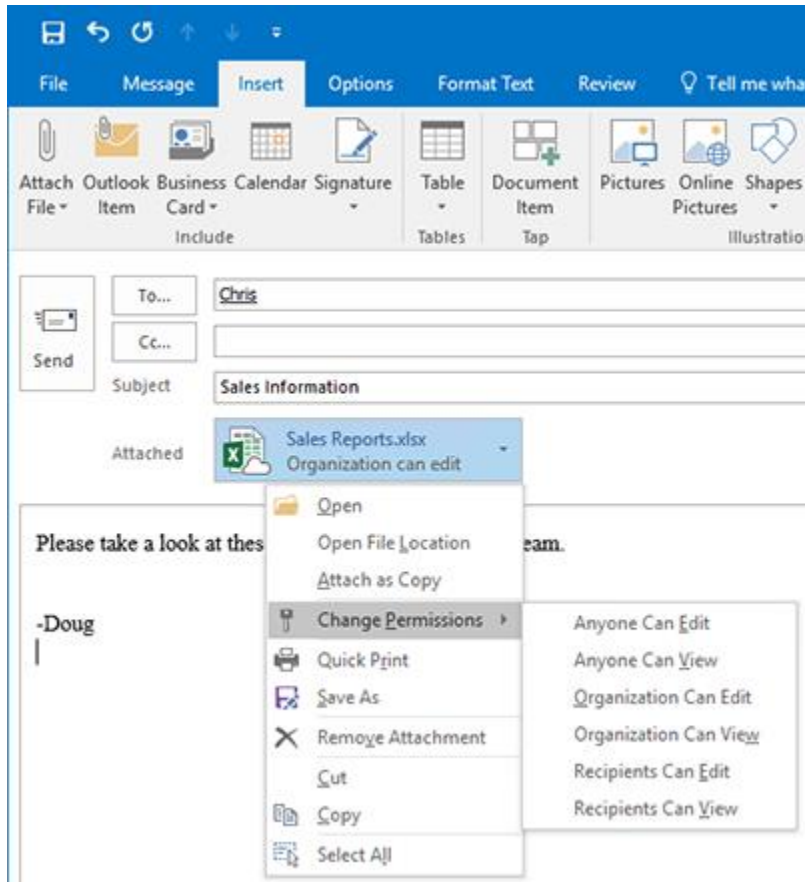 File Message Insert Options Format Text Review Tell me wha
Attach Outlook Business Calendar Signature Table Document Pictures Online Shapes
File Item Card Item Pictures
Include Tables Tap Illustratio
To... Chris
Cc...
Send
Subject Sales Information
Attached Sales Reports.xlsx
Organization can edit
Open
Please take a look at thes Open File Location eam.
Attach as Copy
-Doug Change Permissions Anyone Can Edit
Quick Print Anyone Can View
Save As Organization Can Edit
Remove Attachment Organization Can View
Cut Recipients Can Edit
Copy Recipients Can View
Select All